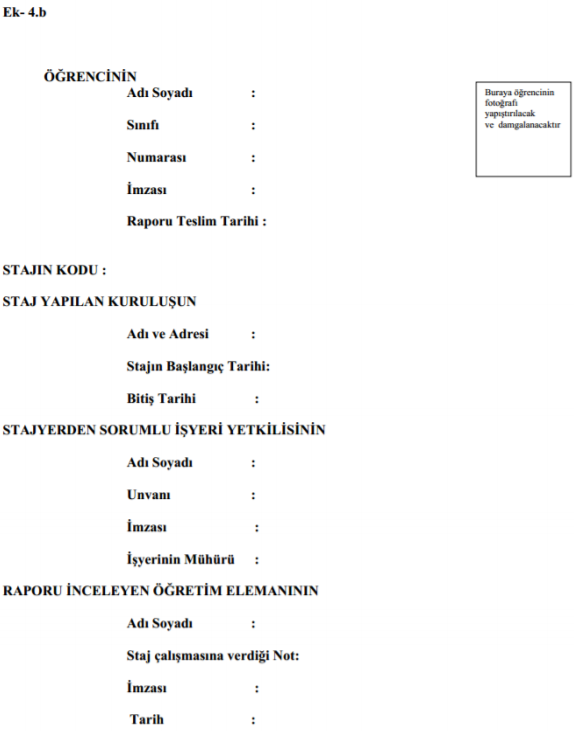 Ek- 4.b
ÖĞRENCİNİN
Adı Soyadı :
Buraya öğrencinin
fotoğrafı
yapıştırılacak
ve damgalanacaktır
Sınıfı :
Numarası :
İmzası :
Raporu Teslim Tarihi :
STAJIN KODU :
STAJ YAPILAN KURULUŞUN
Adı ve Adresi :
Stajın Başlangıç Tarihi:
Bitiş Tarihi :
STAJYERDEN SORUMLU İŞYERİ YETKİLİSİNİN
Adı Soyadı :
Unvanı :
İmzası :
İşyerinin Mühürü :
RAPORU İNCELEYEN ÖĞRETİM ELEMANININ
Adı Soyadı :
Staj çalışmasına verdiği Not:
İmzası :
Tarih :